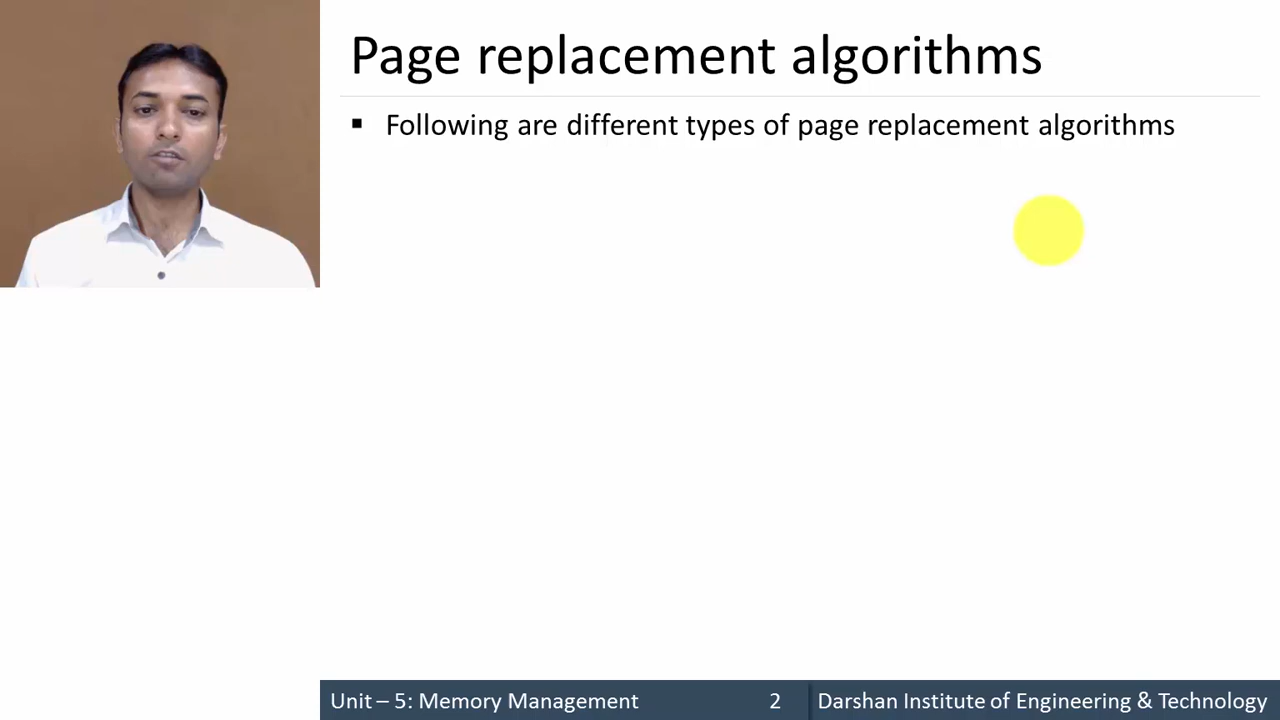 Page replacement algorithms
▪ Following are different types of page replacement algorithms
Unit – 5: Memory Management 2 Darshan Institute of Engineering & Technology